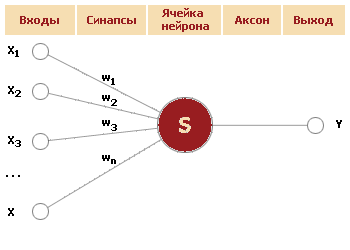 Входы Синапсы Ячейка нейрона Аксон Выход
X1
w1
X2
w2
w3
X3
S
Y
wn
...
X